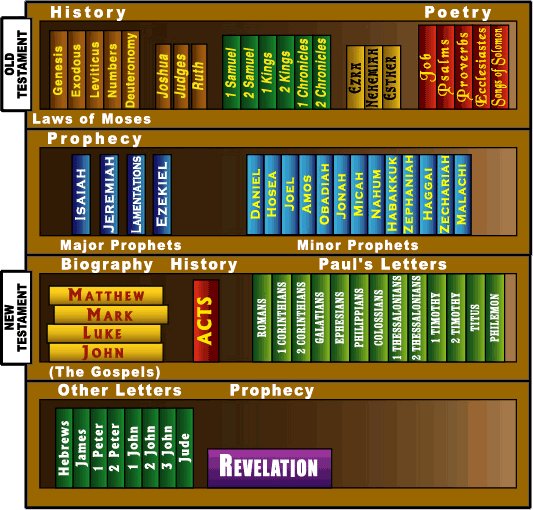 History
Poetry
OLD
TESTAMENT
Genesis
Exodous
Leviticus
Numbers
Deuteronomy
Joshua
Judges
Ruth
1 Samuel
2 Samuel
1 Kings
2 Kings
1 Chronicles
2 Chronicles
EZRA
NEHEMIAH
ESTHER
Job
Psalms
Proverbs
Ecclesiastes
Songs of Solomon
Laws of Moses
Prophecy
ISAIAH
JEREMIAH
LAMENTATIONS
EZEKIEL
DANIEL
HOSEA
JOEL
AMOS
OBADIAH
JONAH
MICAH
NAHUM
HABAKKUK
ZEPHANIAH
HAGGAI
ZECHARIAH
MALACHI
Major Prophets
Minor Prophets
NEW
TESTAMENT
Biography
History
Paul's Letters
MATTHEW
MARK
LUKE
JOHN
ACTS
ROMANS
1 CORINTHIANS
2 CORINTHIANS
GALATIANS
EPHESIANS
PHILIPPIANS
COLOSSIANS
1 THESSALONIANS
2 THESSALONIANS
1 TIMOTHY
2 TIMOTHY
TITUS
PHILEMON
(The Gospels)
Other Letters
Prophecy
Hebrews
James
1 Peter
2 Peter
1 John
2 John
3 John
Jude
REVELATION